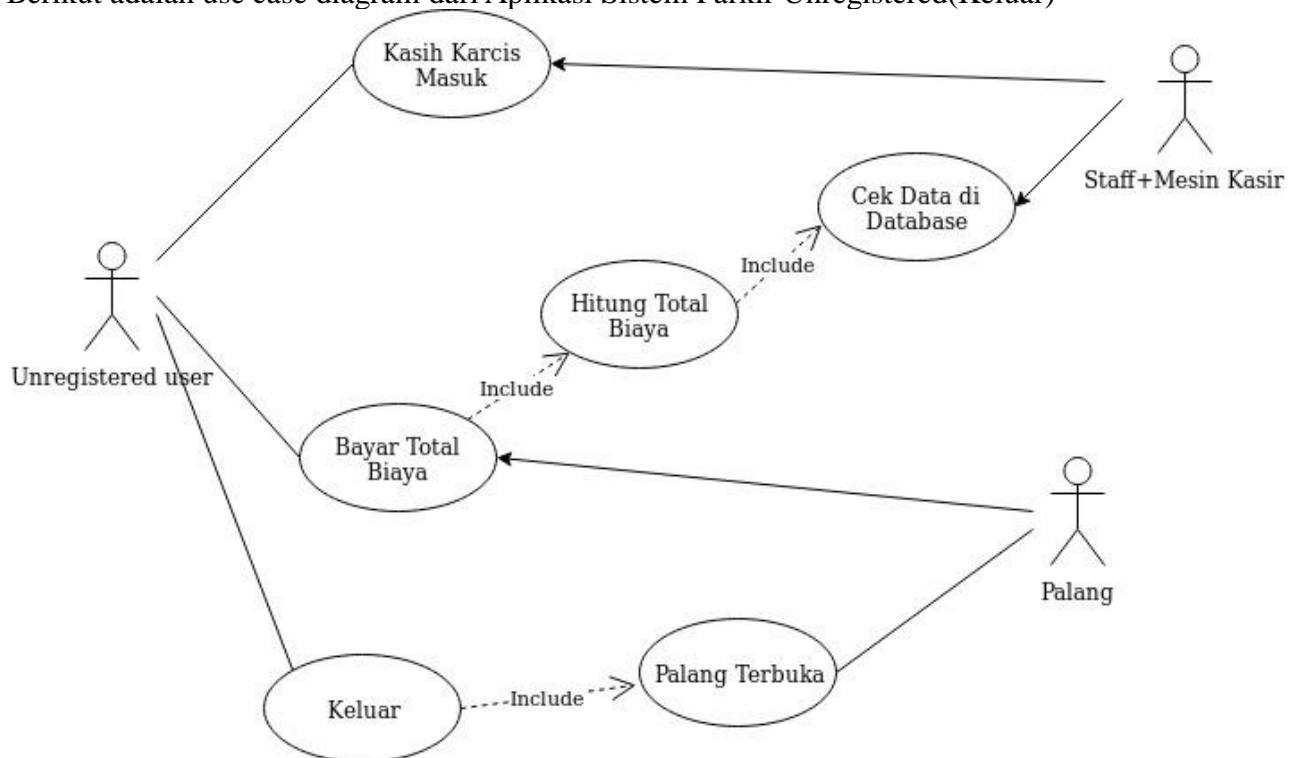 Berikut adalah use case diagram dari Aplikasi Sistem Parkir Unregistered(Keluar)
Kasih Karcis
Masuk
Staff+Mesin Kasir
Cek Data di
Database
Include
Hitung Total
Biaya
Unregistered user
Include
Bayar Total
Biaya
Palang
Palang Terbuka
Include
Keluar